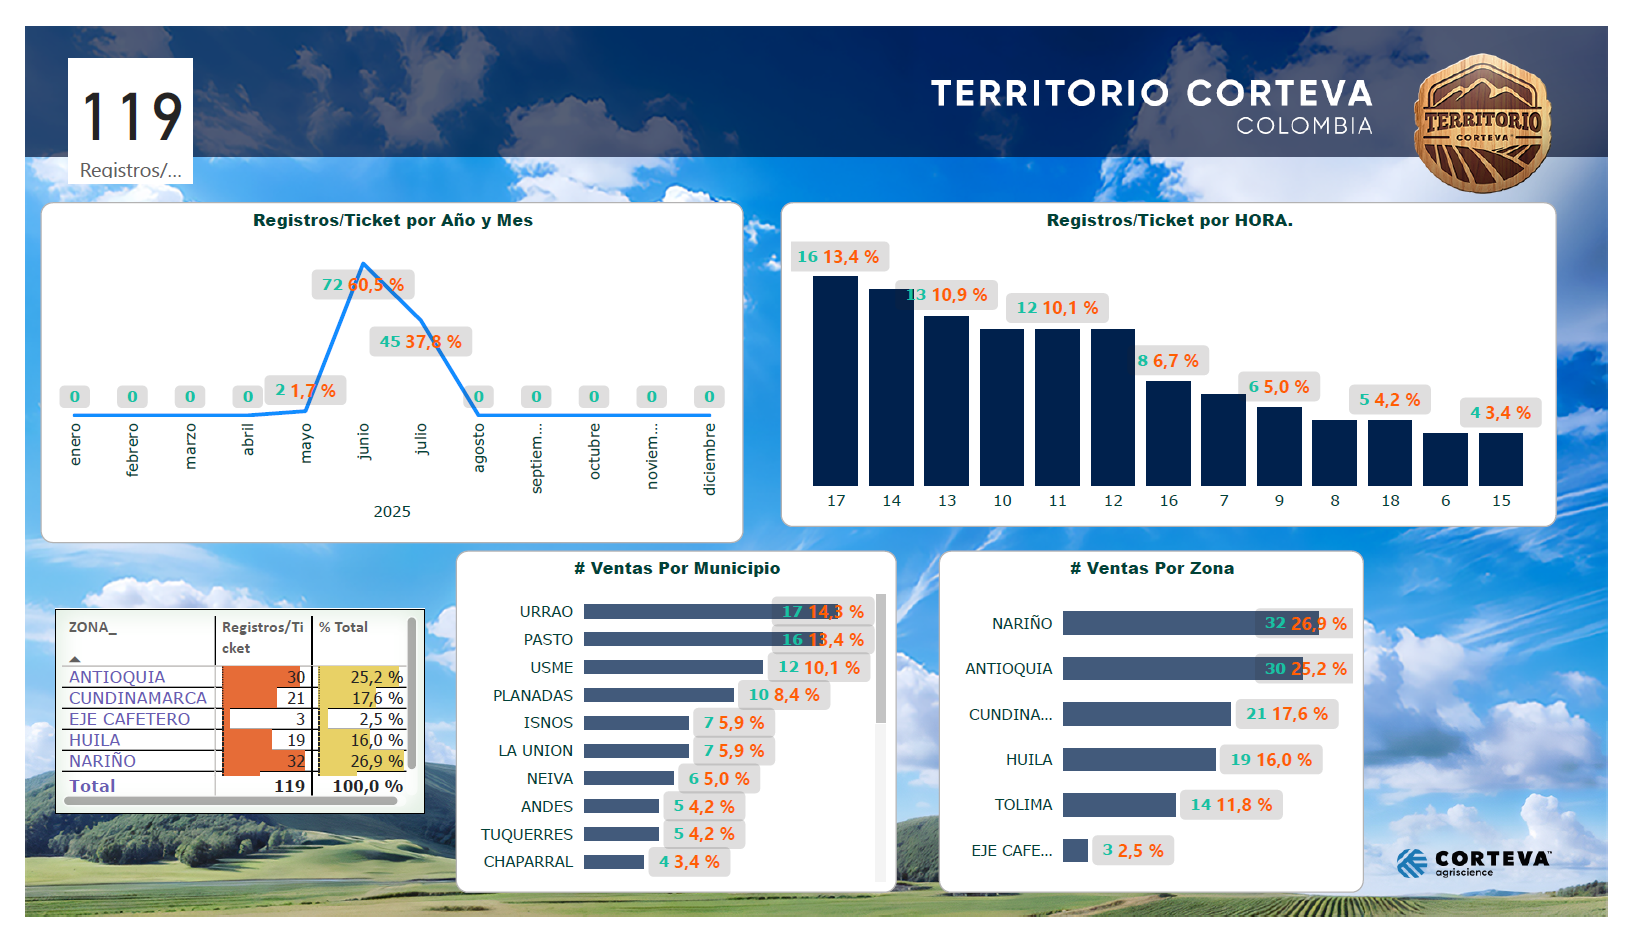 119
Registros/...
TERRITORIO CORTEVA
COLOMBIA
TERRITORIO
CORTEVA
Registros/Ticket por Año y Mes
72 60,5 %
45 37,8 %
0
0
0
0
2 1,7 %
0
0
0
0
0
enero
febrero
marzo
abril
mayo
junio
julio
agosto
septiem...
octubre
noviem...
diciembre
2025
Registros/Ticket por HORA.
16 13,4 %
13 10,9 %
12 10,1 %
8 6,7 %
6 5,0 %
5 4,2 %
4 3,4 %
17
14
13
10
11
12
16
7
9
8
18
6
15
ZONA_ Registros/Ti % Total
cket
ANTIOQUIA 30 25,2 %
CUNDINAMARCA 21 17,6 %
EJE CAFETERO 3 2,5 %
HUILA 19 16,0 %
NARIÑO 32 26,9 %
Total 119 100,0 %
# Ventas Por Municipio
URRAO 17 14,3 %
PASTO 16 13,4 %
USME 12 10,1 %
PLANADAS 10 8,4 %
ISNOS 7 5,9 %
LA UNION 7 5,9 %
NEIVA 6 5,0 %
ANDES 5 4,2 %
TUQUERRES 5 4,2 %
CHAPARRAL 4 3,4 %
# Ventas Por Zona
NARIÑO 32 26,9 %
ANTIOQUIA 30 25,2 %
CUNDINA... 21 17,6 %
HUILA 19 16,0 %
TOLIMA 14 11,8 %
EJE CAFE... 3 2,5 %
CORTEVA™
agriscience